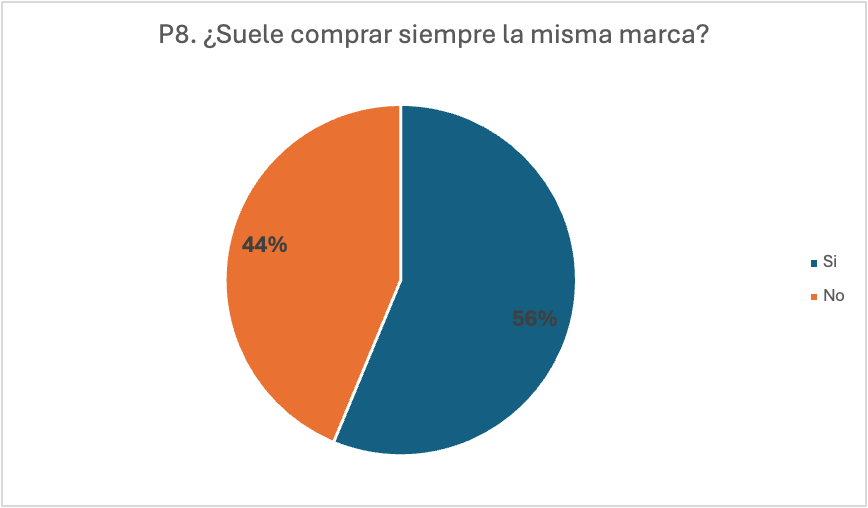 P8. ¿Suele comprar siempre la misma marca?
44%
56%
Si
No